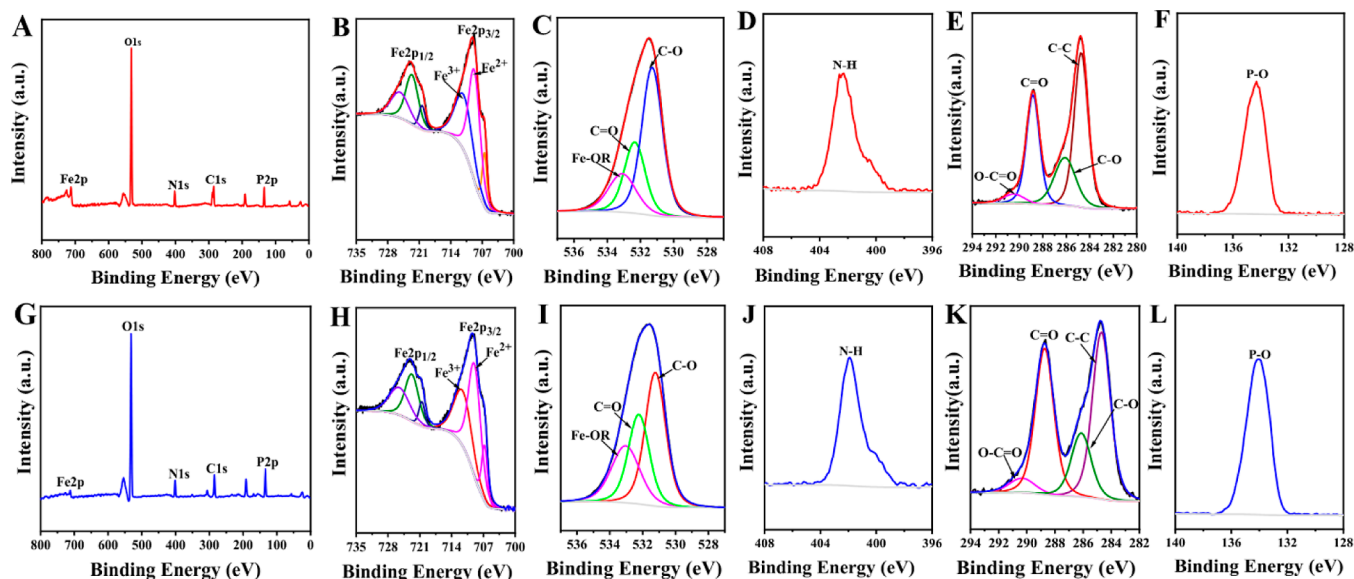 A
O1s
Fe2p
N1s
C1s
P2p
Intensity (a.u.)
800 700 600 500 400 300 200 100 0
Binding Energy (eV)
B
Fe2p3/2
Fe2p1/2
Fe3+
Fe2+
Intensity(a.u.)
735 728 721 714 707 700
Binding Energy (eV)
C
C-O
C=O
Fe-OR
Intensity (a.u.)
536 533 530 527
Binding Energy (eV)
D
N-H
Intensity (a.u.)
408 404 400 396
Binding Energy (eV)
E
C-C
C=O
C-O
O-C=O
Intensity(a.u.)
294 292 290 288 286 284 282 280
Binding Energy (eV)
F
P-O
Intensity (a.u.)
140 136 132 128
Binding Energy (eV)
G
O1s
Fe2p
N1s
C1s
P2p
Intensity (a.u.)
800 700 600 500 400 300 200 100 0
Binding Energy (eV)
H
Fe2p3/2
Fe2p1/2
Fe3+
Fe2+
Intensity (a.u.)
735 728 721 714 707 700
Binding Energy (eV)
I
C-O
C=O
Fe-OR
Intensity (a.u.)
536 533 530 527
Binding Energy (eV)
J
N-H
Intensity (a.u.)
408 404 400 396
Binding Energy (eV)
K
C=O
C-C
C-O
O-C=O
Intensity(a.u.)
294 292 290 288 286 284 282
Binding Energy (eV)
L
P-O
Intensity (a.u.)
140 136 132 128
Binding Energy (eV)